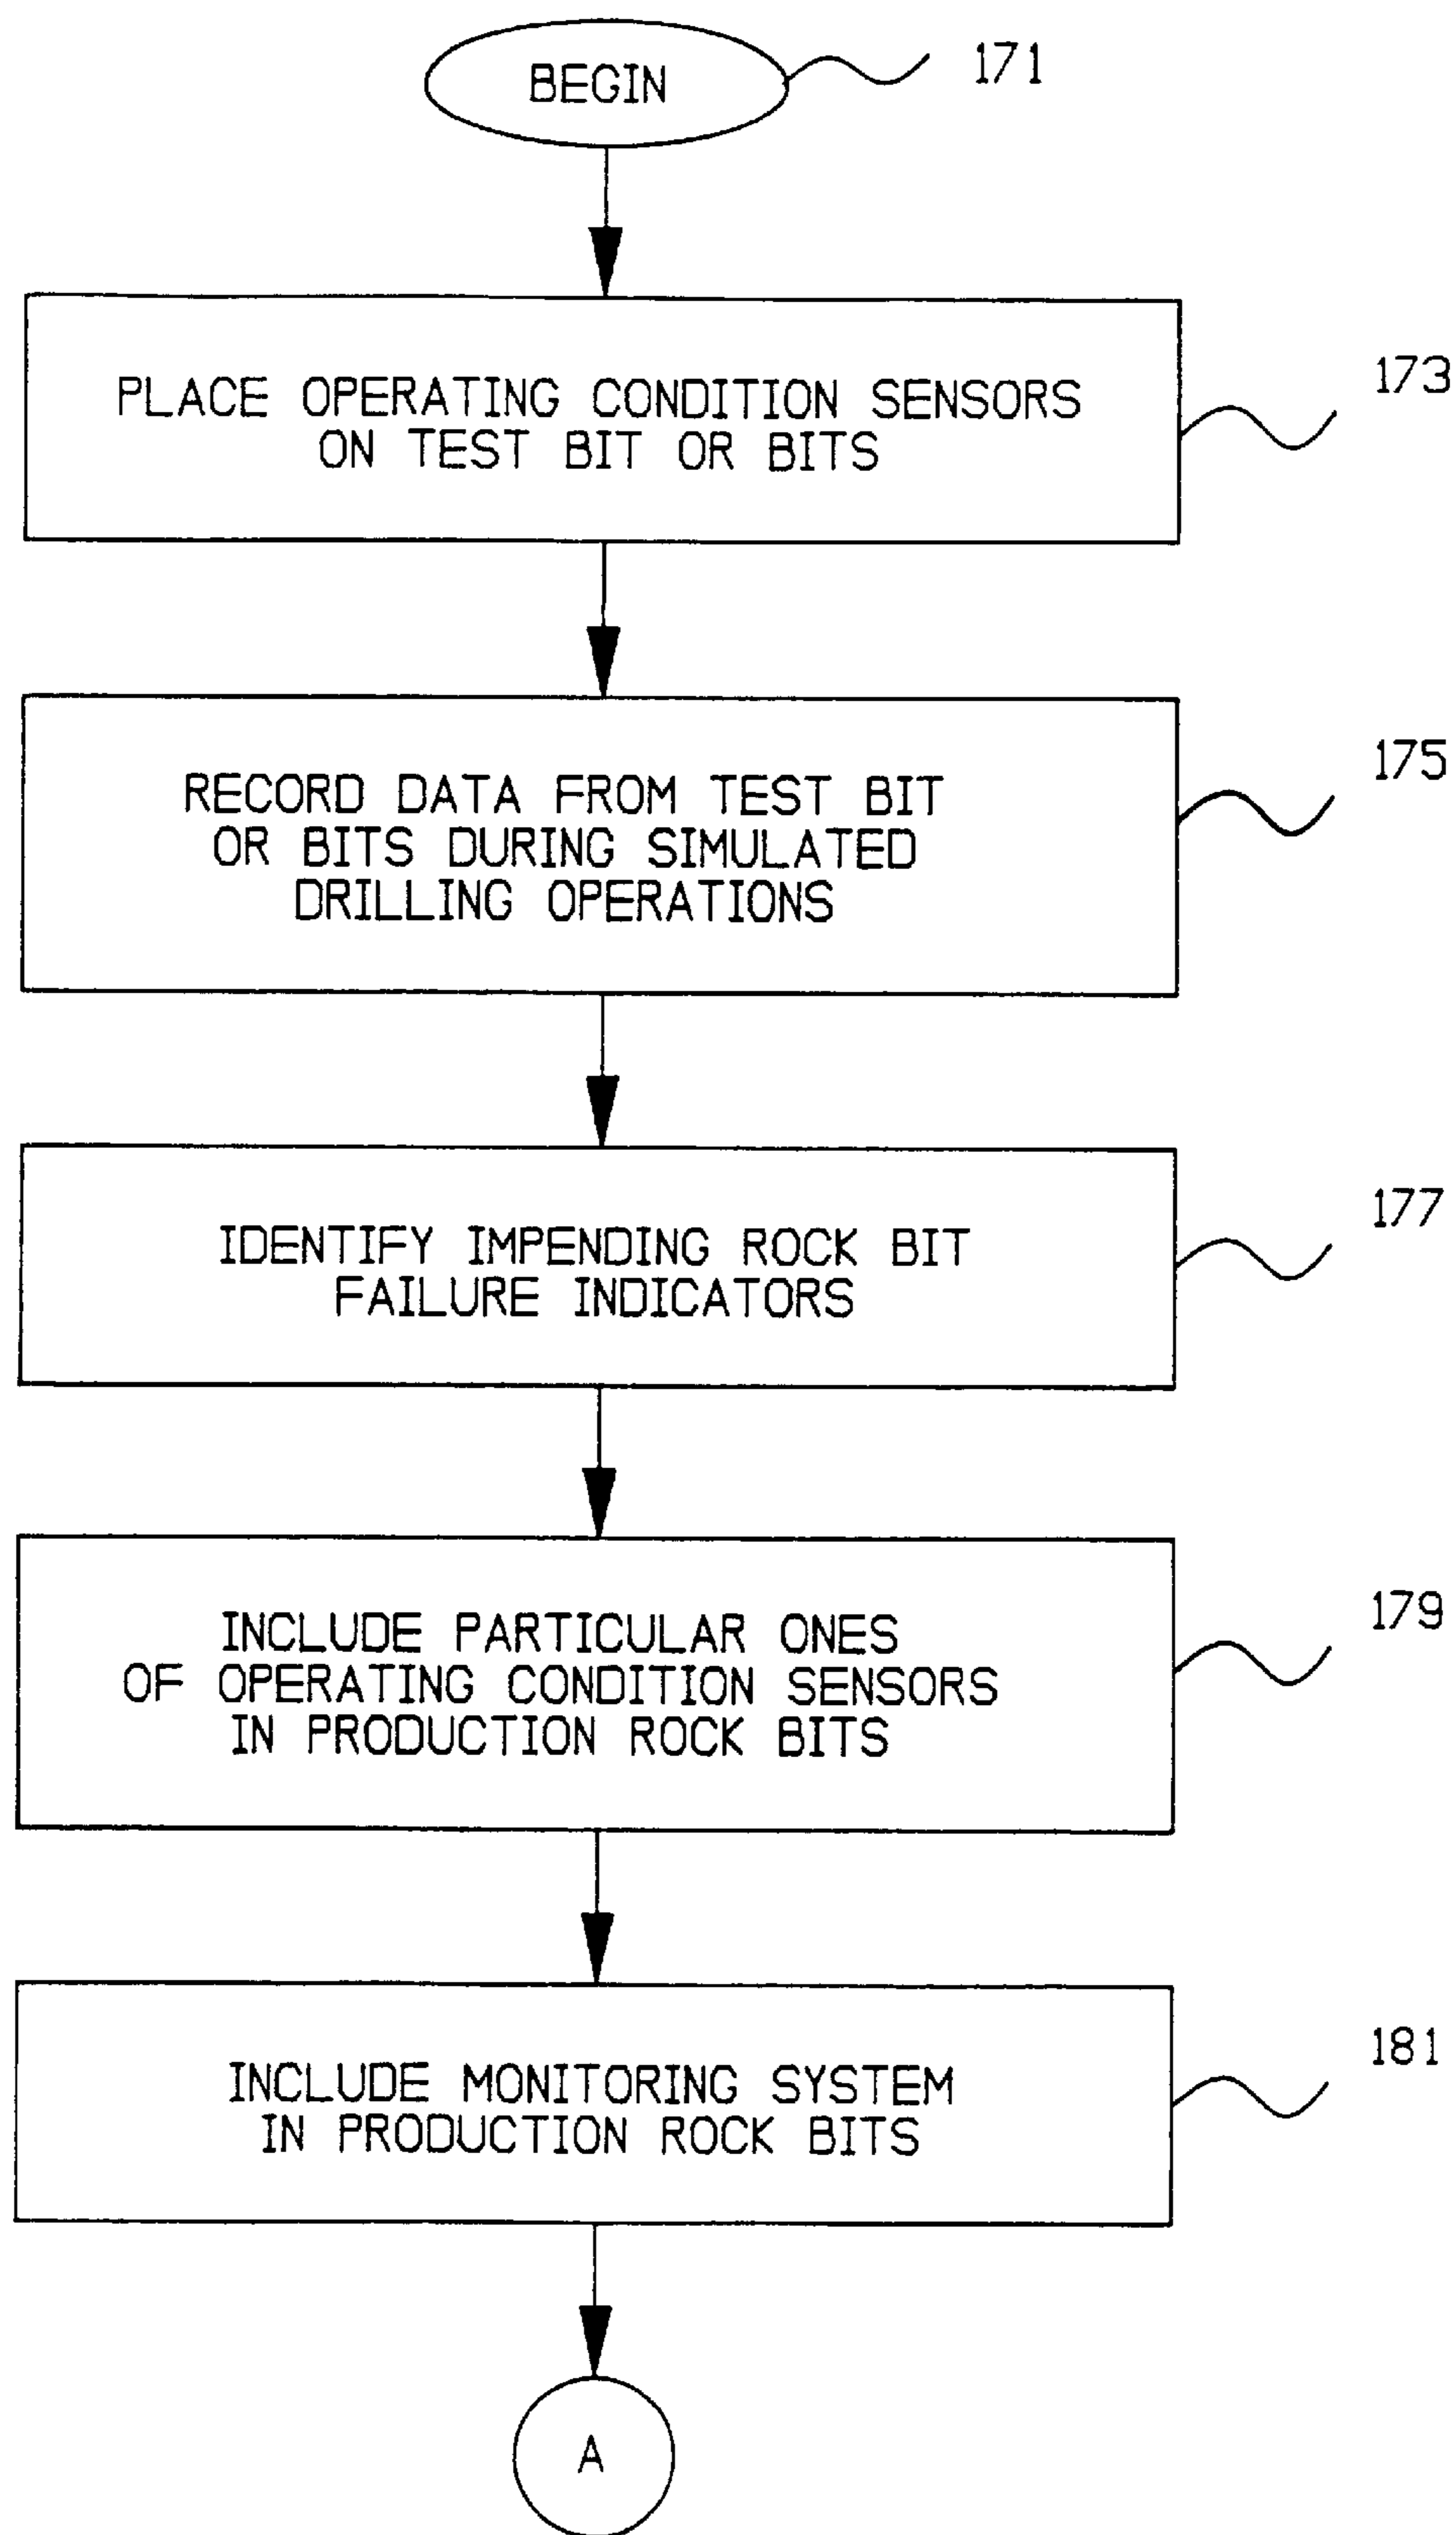 BEGIN
171
PLACE OPERATING CONDITION SENSORS
ON TEST BIT OR BITS
173
RECORD DATA FROM TEST BIT
OR BITS DURING SIMULATED
DRILLING OPERATIONS
175
IDENTIFY IMPENDING ROCK BIT
FAILURE INDICATORS
177
INCLUDE PARTICULAR ONES
OF OPERATING CONDITION SENSORS
IN PRODUCTION ROCK BITS
179
INCLUDE MONITORING SYSTEM
IN PRODUCTION ROCK BITS
181
A